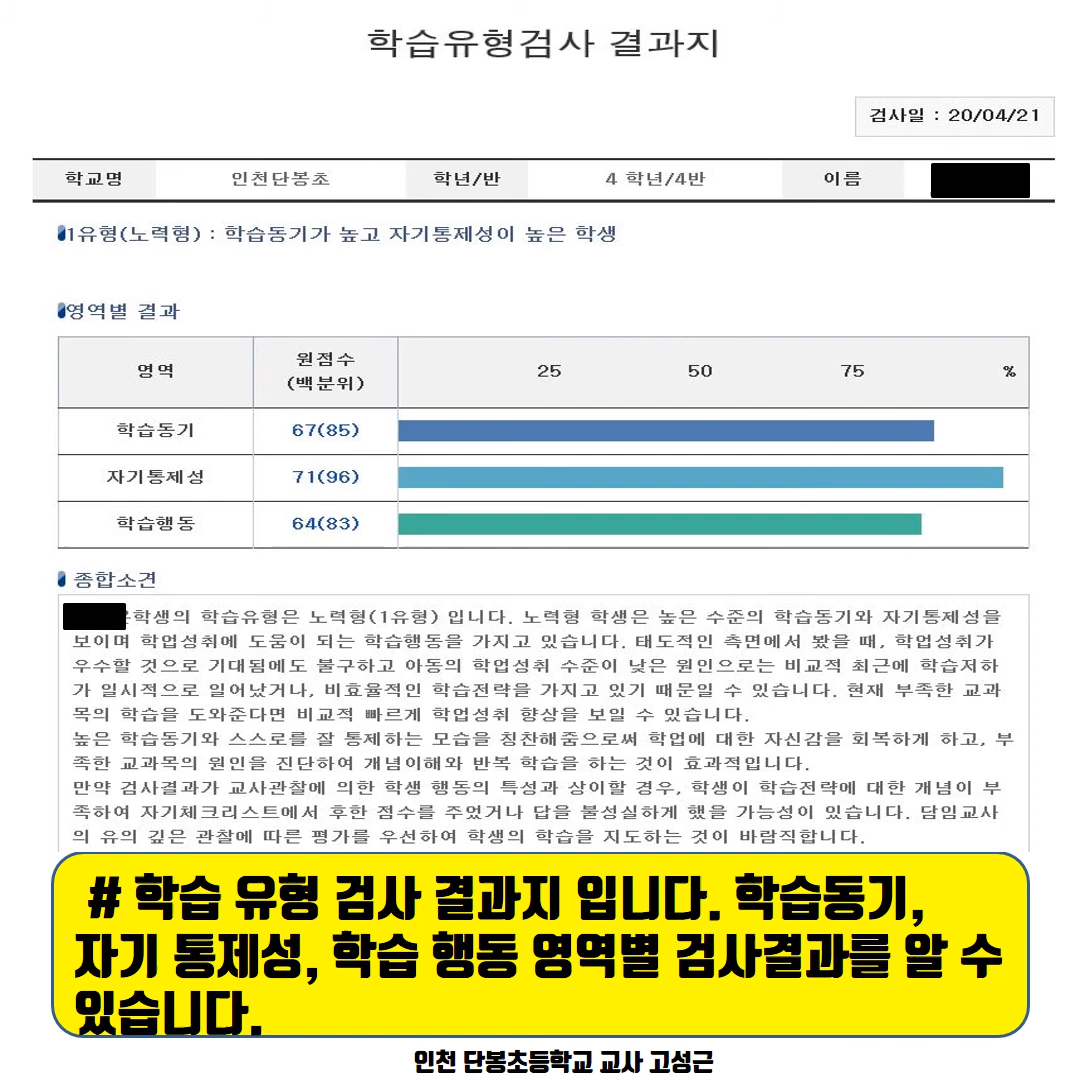 학습유형검사 결과지
검사일 : 20/04/21
학교명 인천단봉초 학년/반 4 학년/4반 이름
1유형(노력형) : 학습동기가 높고 자기통제성이 높은 학생
영역별 결과
영역 원점수 (백분위) 25 50 75 %
학습동기 67(85)
자기통제성 71(96)
학습행동 64(83)
종합소견
학생의 학습유형은 노력형(1유형) 입니다. 노력형 학생은 높은 수준의 학습동기와 자기통제성을
보이며 학업성취에 도움이 되는 학습행동을 가지고 있습니다. 태도적인 측면에서 봤을 때, 학업성취가
우수할 것으로 기대됨에도 불구하고 아동의 학업성취 수준이 낮은 원인으로는 비교적 최근에 학습저하
가 일시적으로 일어났거나, 비효율적인 학습전략을 가지고 있기 때문일 수 있습니다. 현재 부족한 교과
목의 학습을 도와준다면 비교적 빠르게 학업성취 향상을 보일 수 있습니다.
높은 학습동기와 스스로를 잘 통제하는 모습을 칭찬해줌으로써 학업에 대한 자신감을 회복하게 하고, 부
족한 교과목의 원인을 진단하여 개념이해와 반복 학습을 하는 것이 효과적입니다.
만약 검사결과가 교사관찰에 의한 학생 행동의 특성과 상이할 경우, 학생이 학습전략에 대한 개념이 부
족하여 자기체크리스트에서 후한 점수를 주었거나 답을 불성실하게 했을 가능성이 있습니다. 담임교사
의 유의 깊은 관찰에 따른 평가를 우선하여 학생의 학습을 지도하는 것이 바람직합니다.
# 학습 유형 검사 결과지 입니다. 학습동기,
자기 통제성, 학습 행동 영역별 검사결과를 알 수
있습니다.
인천 단봉초등학교 교사 고성근